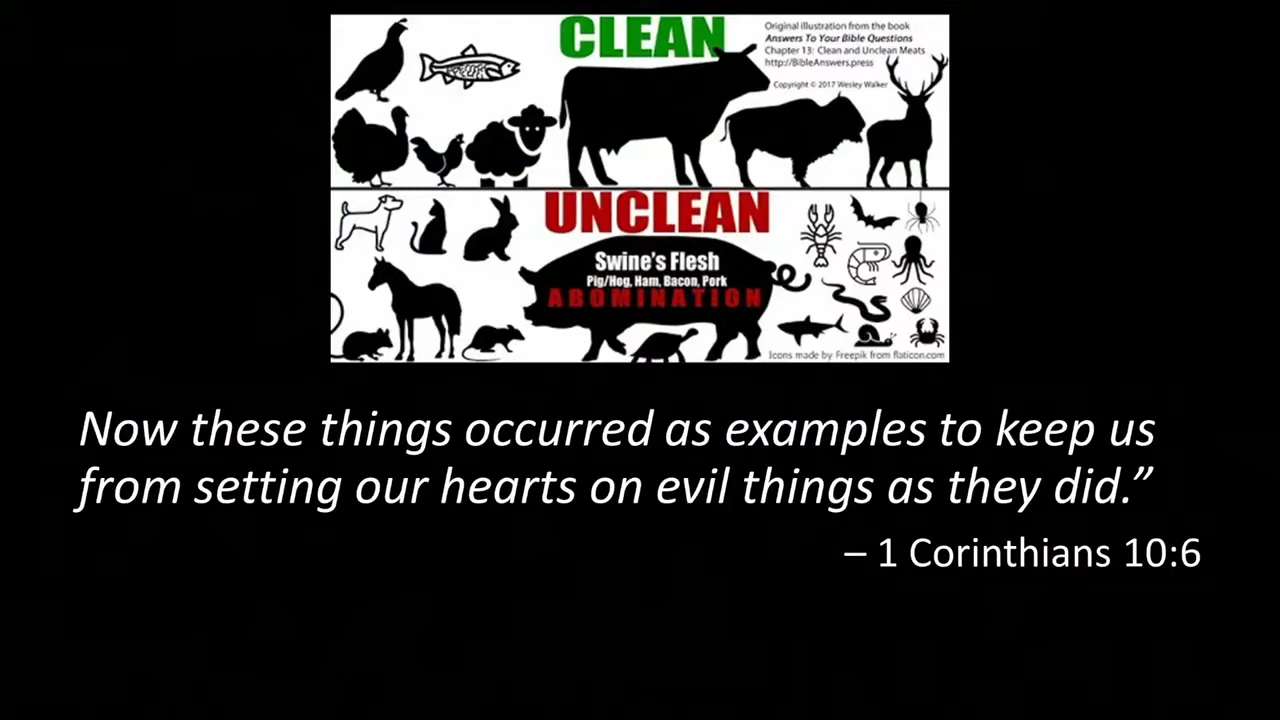 CLEAN
Original illustration from the book
Answers To Your Bible Questions
Chapter 13: Clean and Unclean Meats
http://BibleAnswers.press
Copyright © 2017 Wesley Walker
UNCLEAN
Swine's Flesh
Pig/Hog, Ham, Bacon, Pork
ABOMINATION
Icons made by Freepik from flaticon.com
Now these things occurred as examples to keep us
from setting our hearts on evil things as they did.”
– 1 Corinthians 10:6